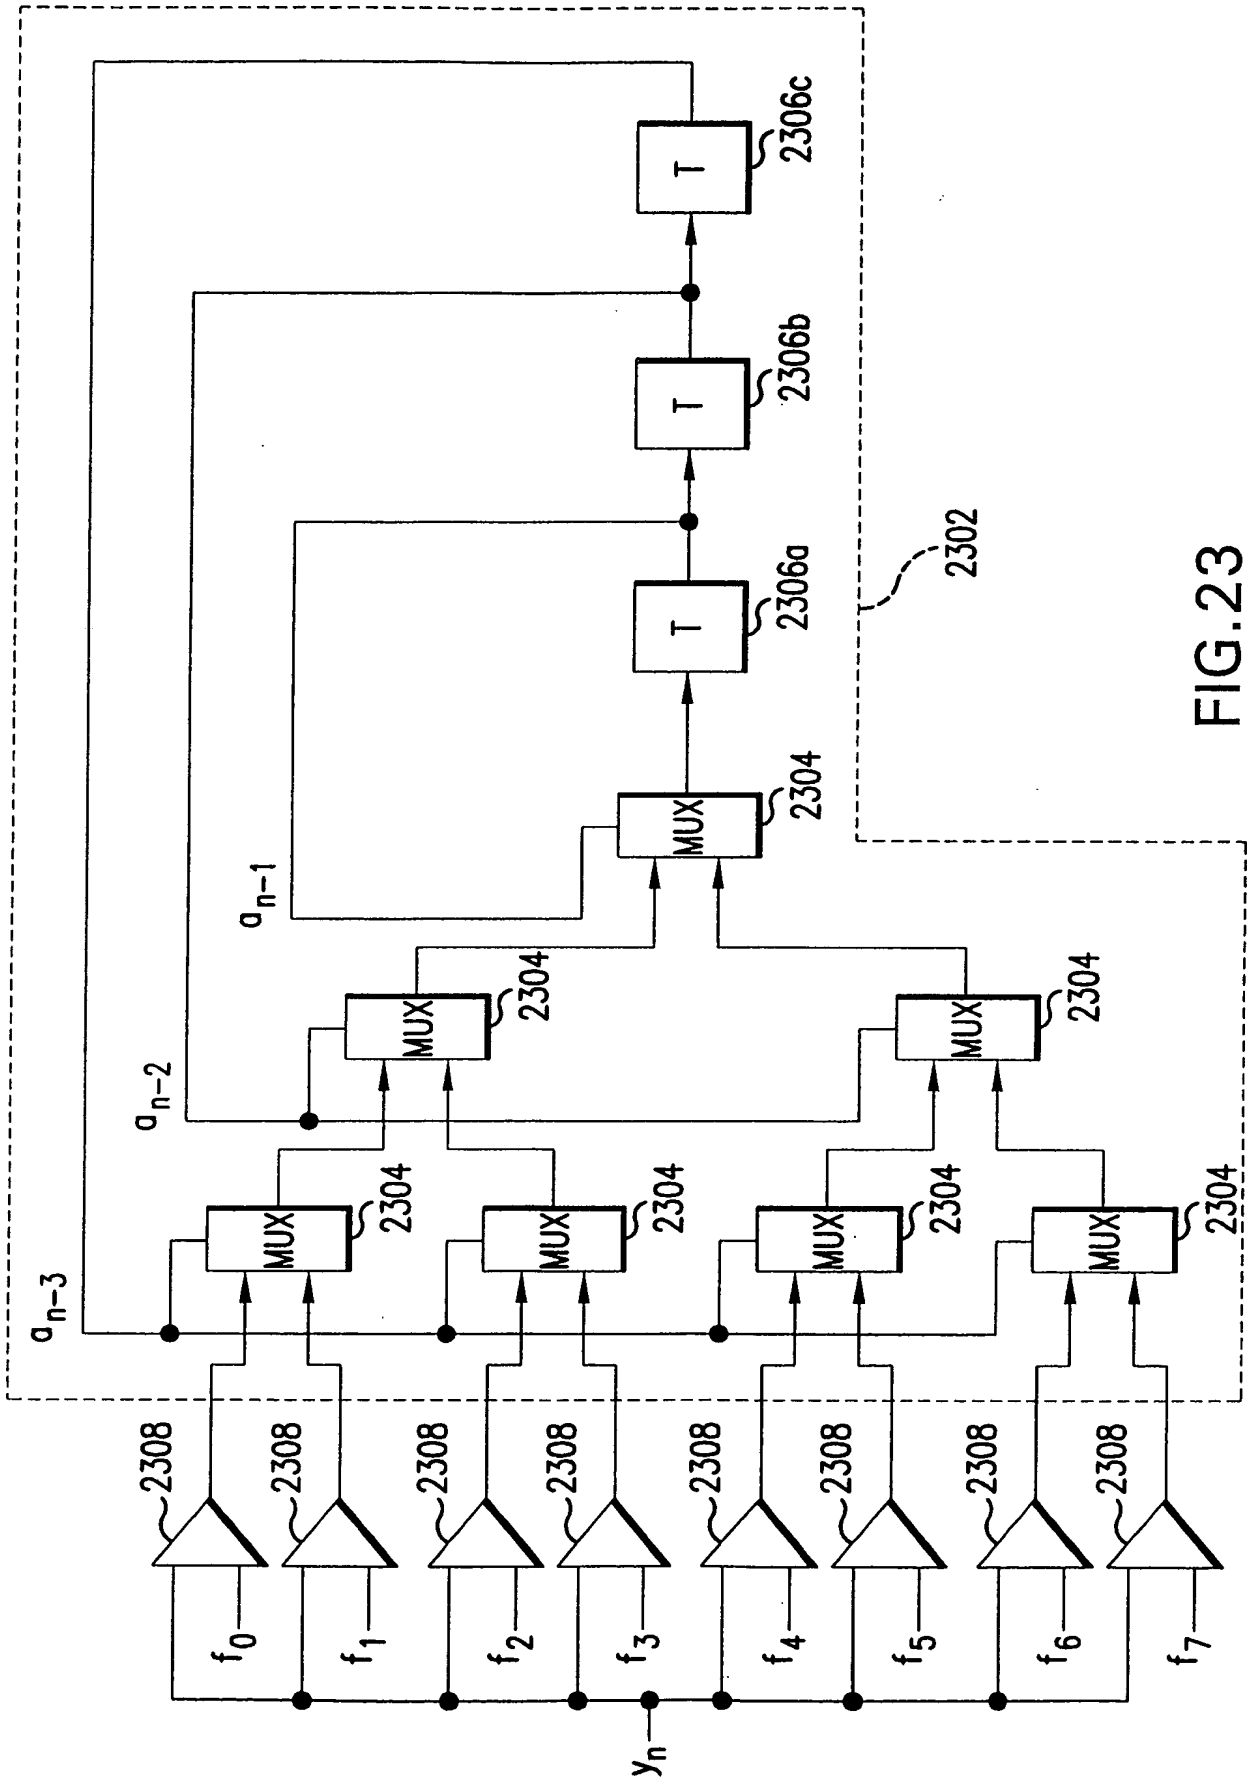 a_{n-3}
a_{n-2}
a_{n-1}
y_n
f_0
2308
f_1
2308
f_2
2308
f_3
2308
f_4
2308
f_5
2308
f_6
2308
f_7
2308
MUX
2304
MUX
2304
MUX
2304
MUX
2304
MUX
2304
MUX
2304
MUX
2304
T
2306a
T
2306b
T
2306c
2302
FIG.23